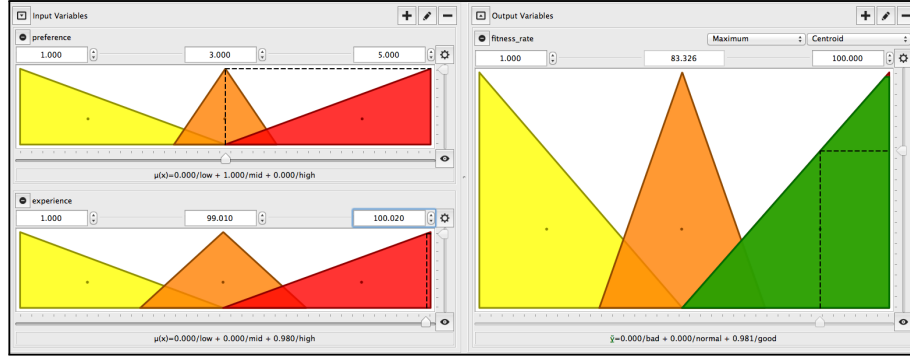 Input Variables
preference
1.000 3.000 5.000
μ(x)=0.000/low + 1.000/mid + 0.000/high
experience
1.000 99.010 100.020
μ(x)=0.000/low + 0.000/mid + 0.980/high
Output Variables
fitness_rate Maximum Centroid
1.000 83.326 100.000
ỹ=0.000/bad + 0.000/normal + 0.981/good